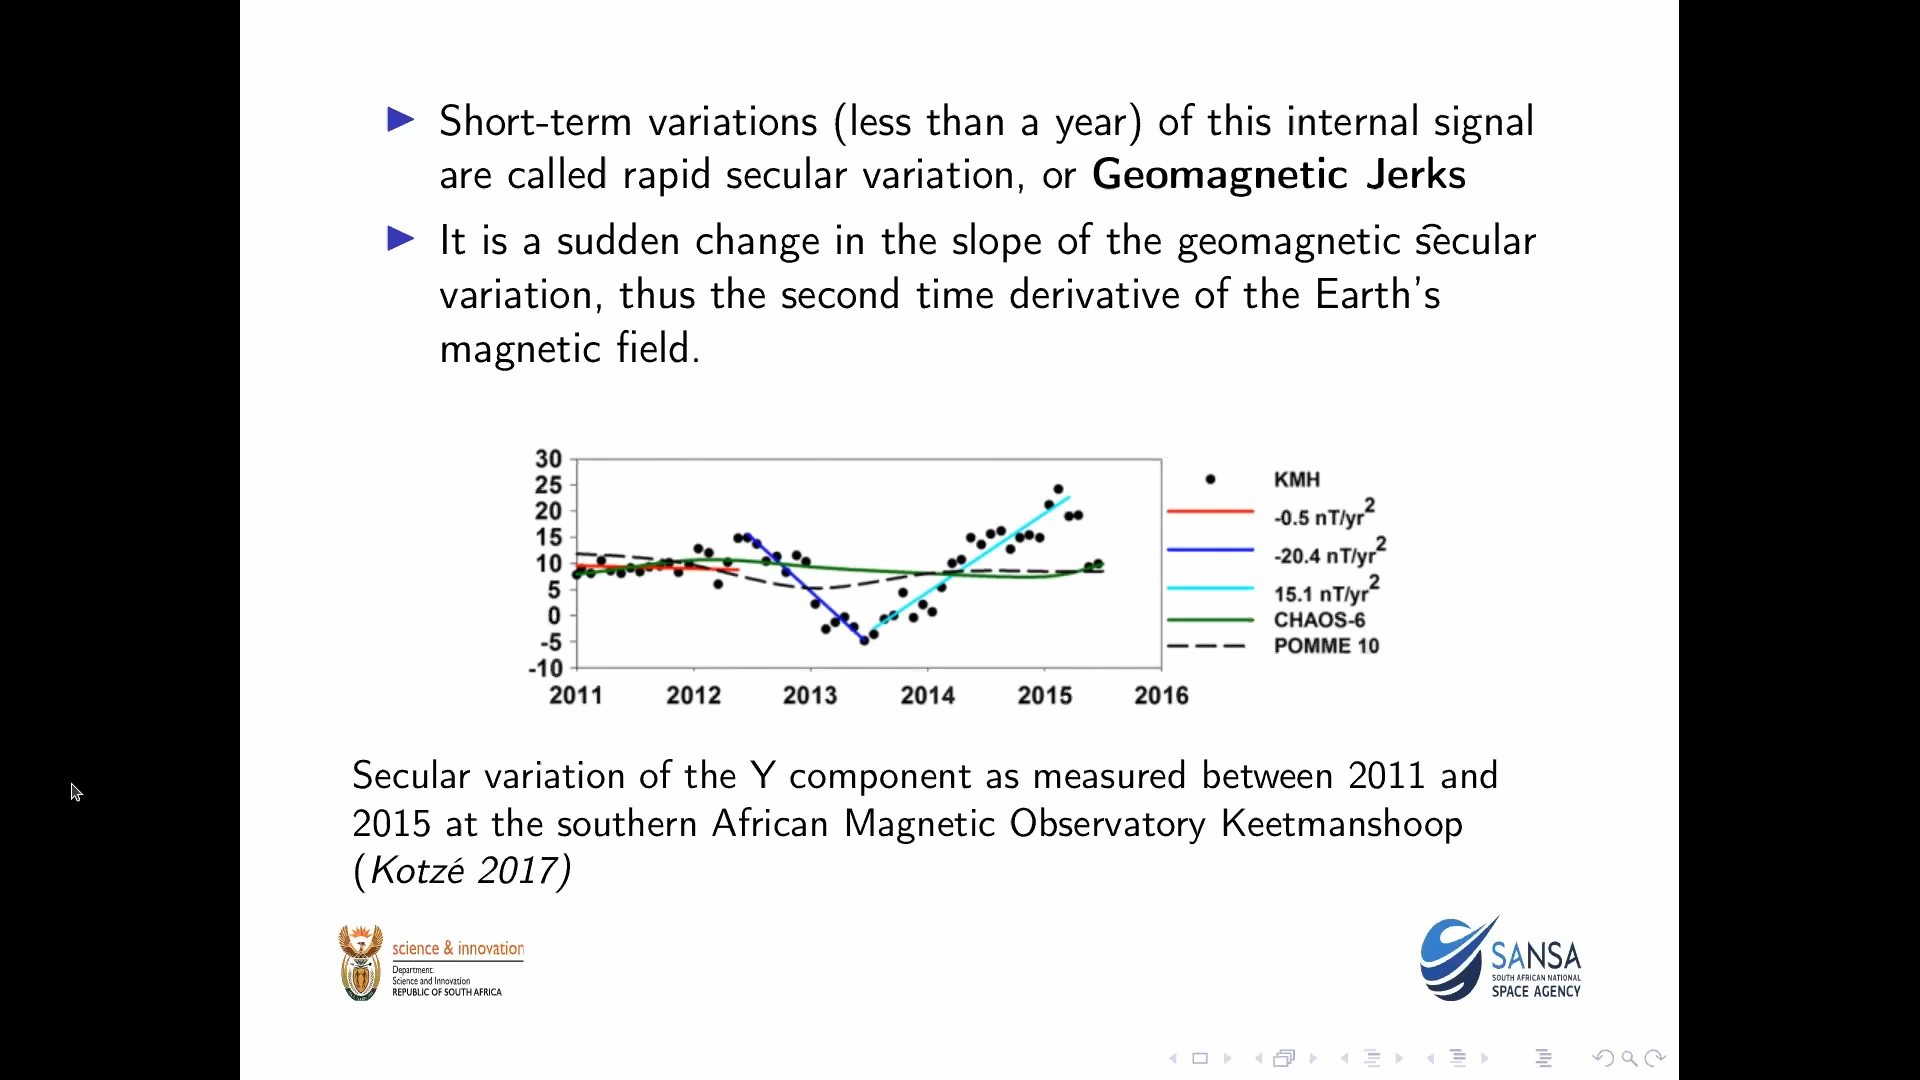 Short-term variations (less than a year) of this internal signal
are called rapid secular variation, or Geomagnetic Jerks
It is a sudden change in the slope of the geomagnetic secular
variation, thus the second time derivative of the Earth's
magnetic field.
30
25
20
15
10
5
0
-5
-10
2011 2012 2013 2014 2015 2016
KMH
-0.5 nT/yr²
-20.4 nT/yr²
15.1 nT/yr²
CHAOS-6
POMME 10
Secular variation of the Y component as measured between 2011 and
2015 at the southern African Magnetic Observatory Keetmanshoop
(Kotzé 2017)
science & innovation
Department:
Science and Innovation
REPUBLIC OF SOUTH AFRICA
SANSA
SOUTH AFRICAN NATIONAL
SPACE AGENCY